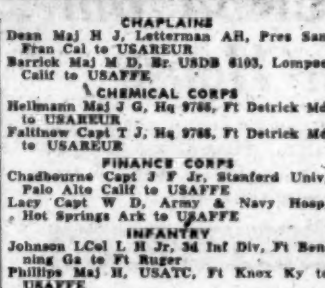 CHAPLAINS
Dean Maj H J, Letterman AH, Pres San
Fran Cal to USAREUR
Barrick Maj M D, Br. USDB 6103, Lompoc
Calif to USAFFE
CHEMICAL CORPS
Hellmann Maj J G, Hq 9766, Ft Detrick Md
to USAREUR
Faltinow Capt T J, Hq 9766, Ft Detrick Md
to USAREUR
FINANCE CORPS
Chadbourne Capt J F Jr, Stanford Univ
Palo Alto Calif to USAFFE
Lacy Capt W D, Army & Navy Hosp
Hot Springs Ark to USAFFE
INFANTRY
Johnson LCol L H Jr, 3d Inf Div, Ft Ben-
ning Ga to Ft Ruger
Phillips Maj H, USATC, Ft Knox Ky to
USAFFE